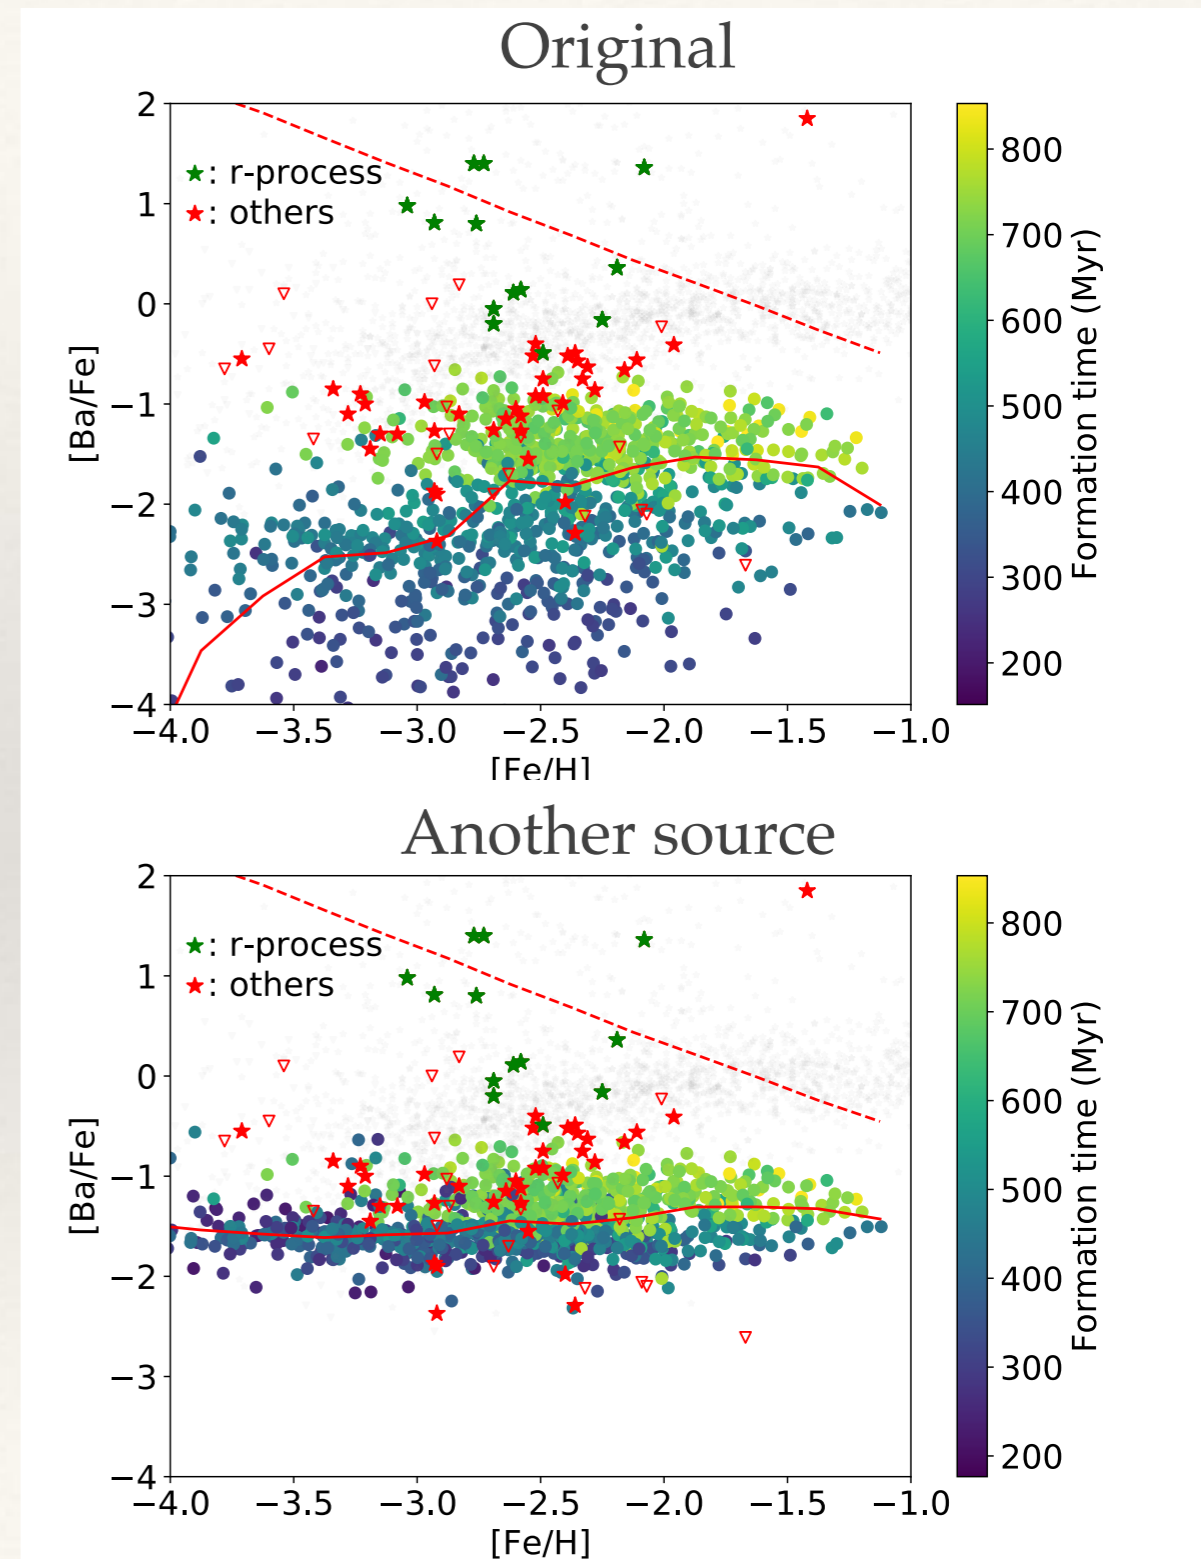 Original
2
1
0
−1
−2
−3
−4
[Ba/Fe]
★: r-process
★: others
−4.0 −3.5 −3.0 −2.5 −2.0 −1.5 −1.0
[Fe/H]
800
700
600
500
400
300
200
Formation time (Myr)
Another source
2
1
0
−1
−2
−3
−4
[Ba/Fe]
★: r-process
★: others
−4.0 −3.5 −3.0 −2.5 −2.0 −1.5 −1.0
[Fe/H]
800
700
600
500
400
300
200
Formation time (Myr)